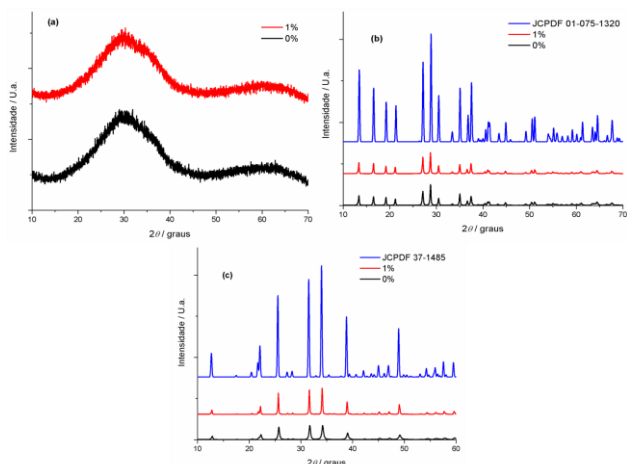 (a)
1%
0%
Intensidade / U.a.
10 20 30 40 50 60 70
2θ / graus
(b)
JCPDF 01-075-1320
1%
0%
Intensidade / U.a.
10 20 30 40 50 60 70
2θ / graus
(c)
JCPDF 37-1485
1%
0%
Intensidade / U.a.
10 20 30 40 50 60
2θ / graus